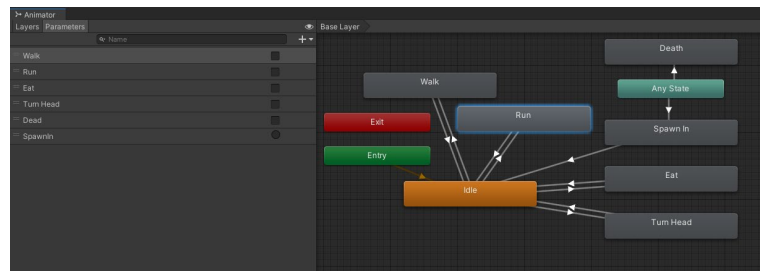 Animator
Layers Parameters
Base Layer
Name
Walk
Run
Eat
Turn Head
Dead
SpawnIn
Death
Any State
Spawn In
Walk
Run
Exit
Entry
Idle
Eat
Turn Head